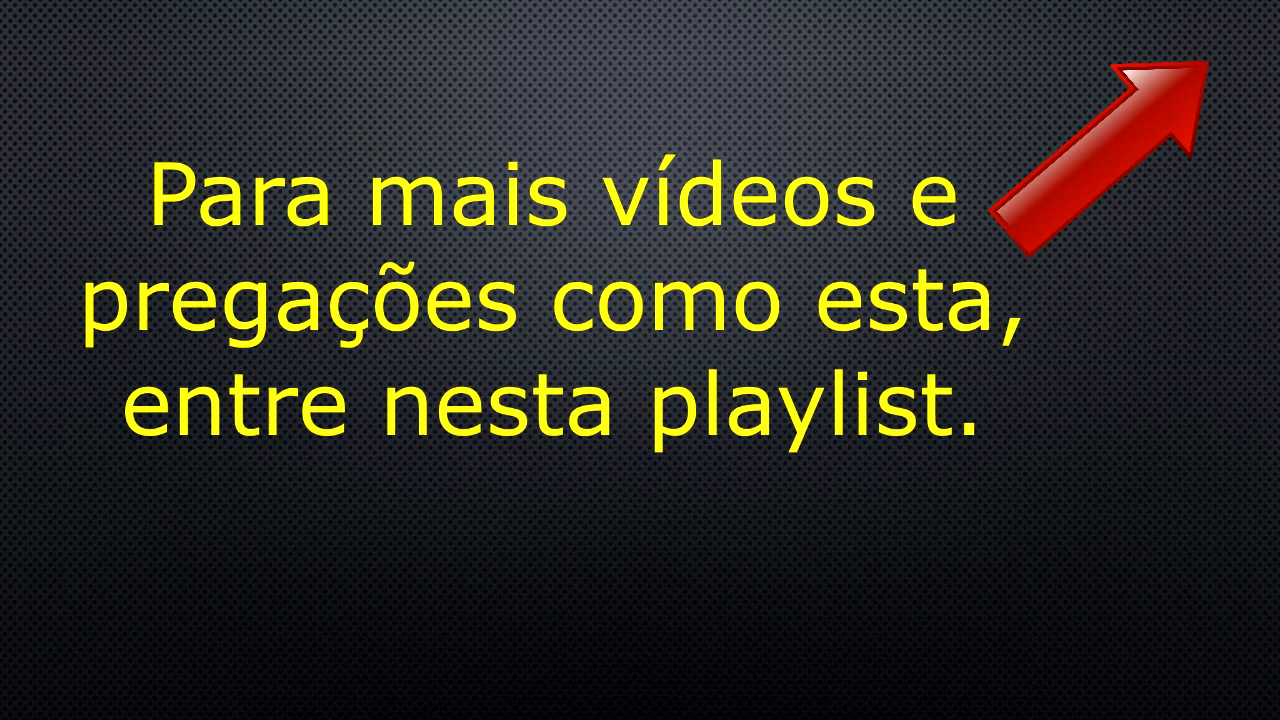 Para mais vídeos e
pregações como esta,
entre nesta playlist.